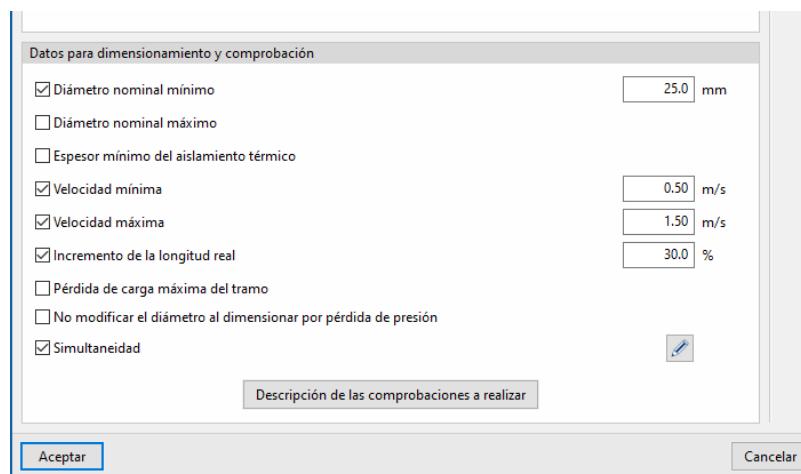 Datos para dimensionamiento y comprobación
Diámetro nominal mínimo 25.0 mm
Diámetro nominal máximo
Espesor mínimo del aislamiento térmico
Velocidad mínima 0.50 m/s
Velocidad máxima 1.50 m/s
Incremento de la longitud real 30.0 %
Pérdida de carga máxima del tramo
No modificar el diámetro al dimensionar por pérdida de presión
Simultaneidad
Descripción de las comprobaciones a realizar
Aceptar Cancelar